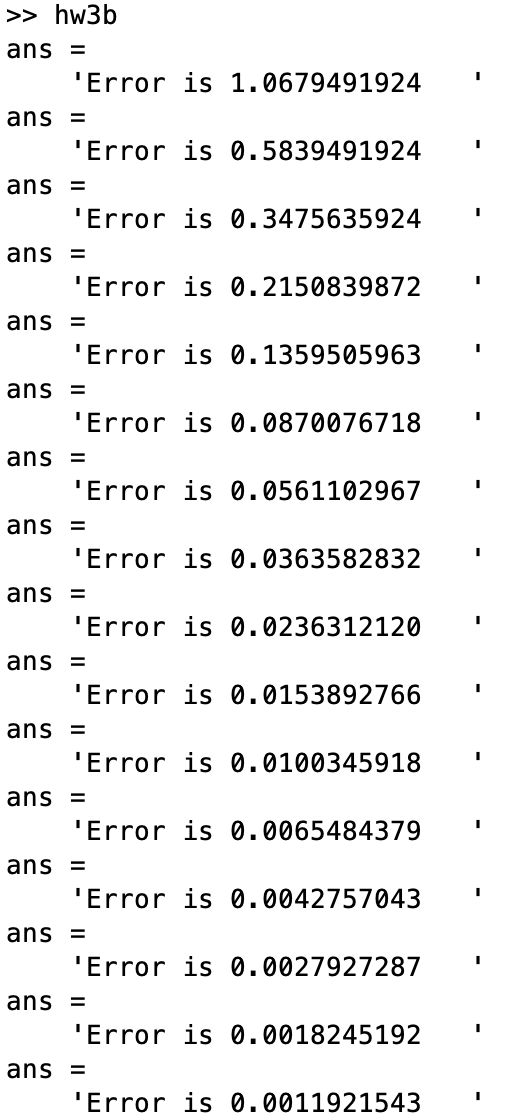 >> hw3b
ans =
'Error is 1.0679491924   '
ans =
'Error is 0.5839491924   '
ans =
'Error is 0.3475635924   '
ans =
'Error is 0.2150839872   '
ans =
'Error is 0.1359505963   '
ans =
'Error is 0.0870076718   '
ans =
'Error is 0.0561102967   '
ans =
'Error is 0.0363582832   '
ans =
'Error is 0.0236312120   '
ans =
'Error is 0.0153892766   '
ans =
'Error is 0.0100345918   '
ans =
'Error is 0.0065484379   '
ans =
'Error is 0.0042757043   '
ans =
'Error is 0.0027927287   '
ans =
'Error is 0.0018245192   '
ans =
'Error is 0.0011921543   '